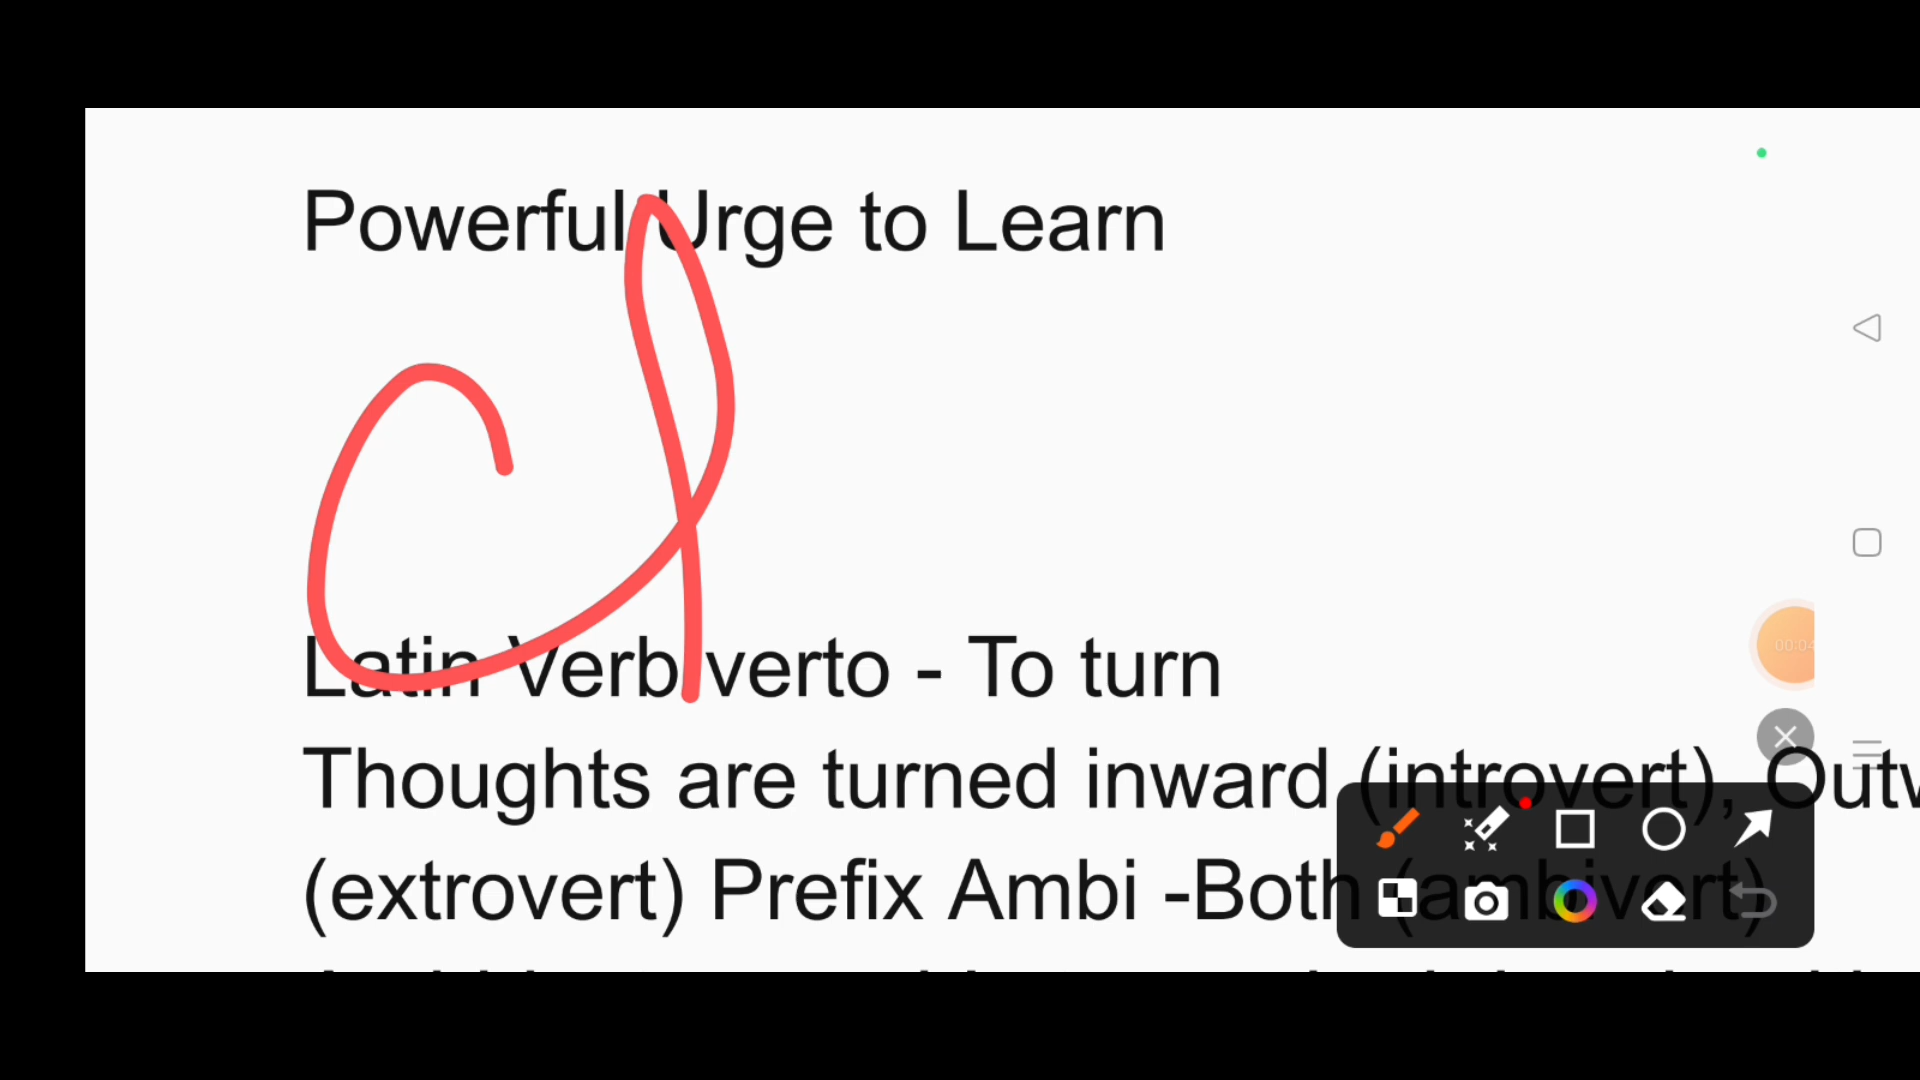 Powerful Urge to Learn
Latin Verb verto - To turn
Thoughts are turned inward (introvert),
(extrovert) Prefix Ambi -Both (ambivert)